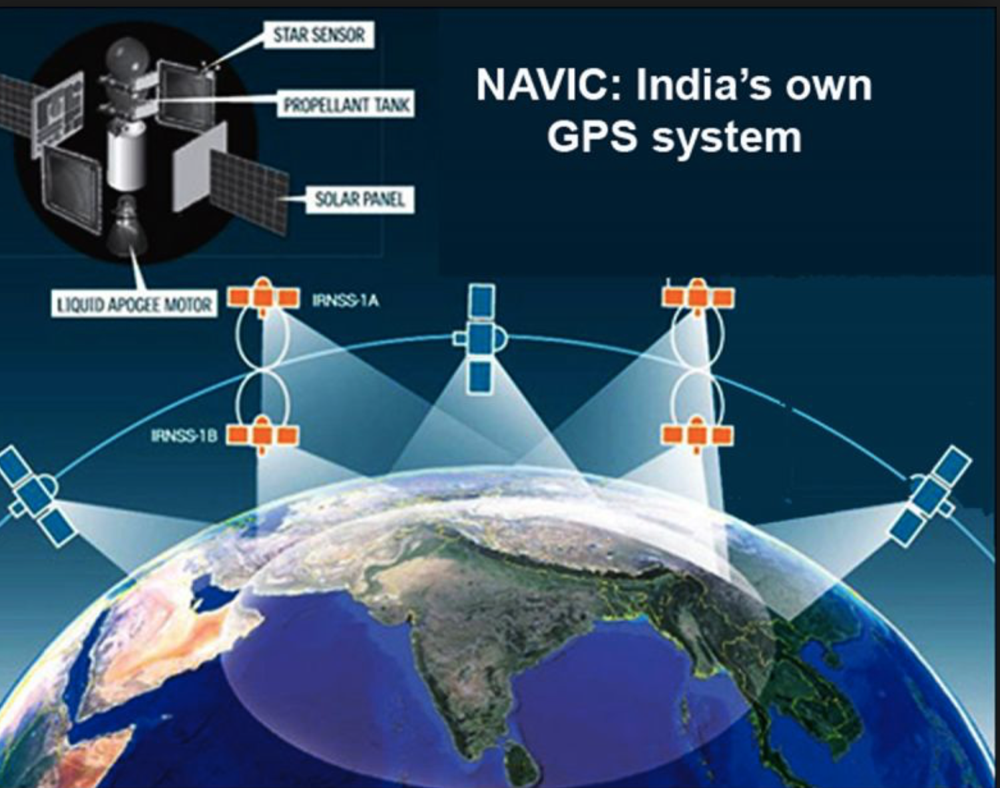 STAR SENSOR
NAVIC: India’s own
GPS system
PROPELLANT TANK
SOLAR PANEL
LIQUID APOGEE MOTOR
IRNSS-1A
IRNSS-1B